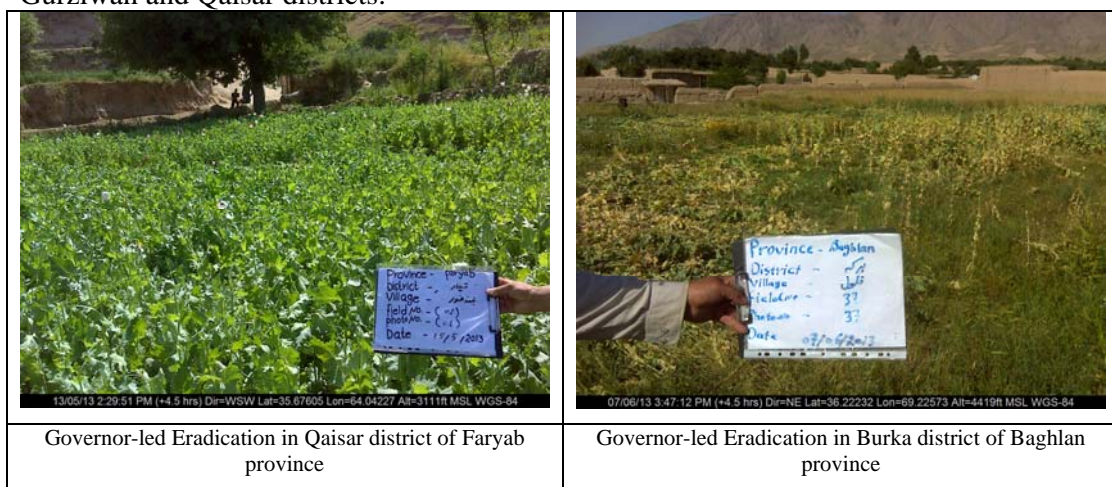 Gurziwan and Qaisar districts.
Province - Faryab
District -
Village -
field No. -
photo No. -
Date - 15/5/2013
13/05/13 2:29:51 PM (+4.5 hrs) Dir=WSW Lat=35.67605 Lon=64.04227 Alt=3111ft MSL WGS-84
Province - Baghlan
District - برکه
Village
field No -
Photo no -
Date 07/06/2013
07/06/13 3:47:12 PM (+4.5 hrs) Dir=NE Lat=36.22232 Lon=69.22573 Alt=4419ft MSL WGS-84
Governor-led Eradication in Qaisar district of Faryab
province
Governor-led Eradication in Burka district of Baghlan
province